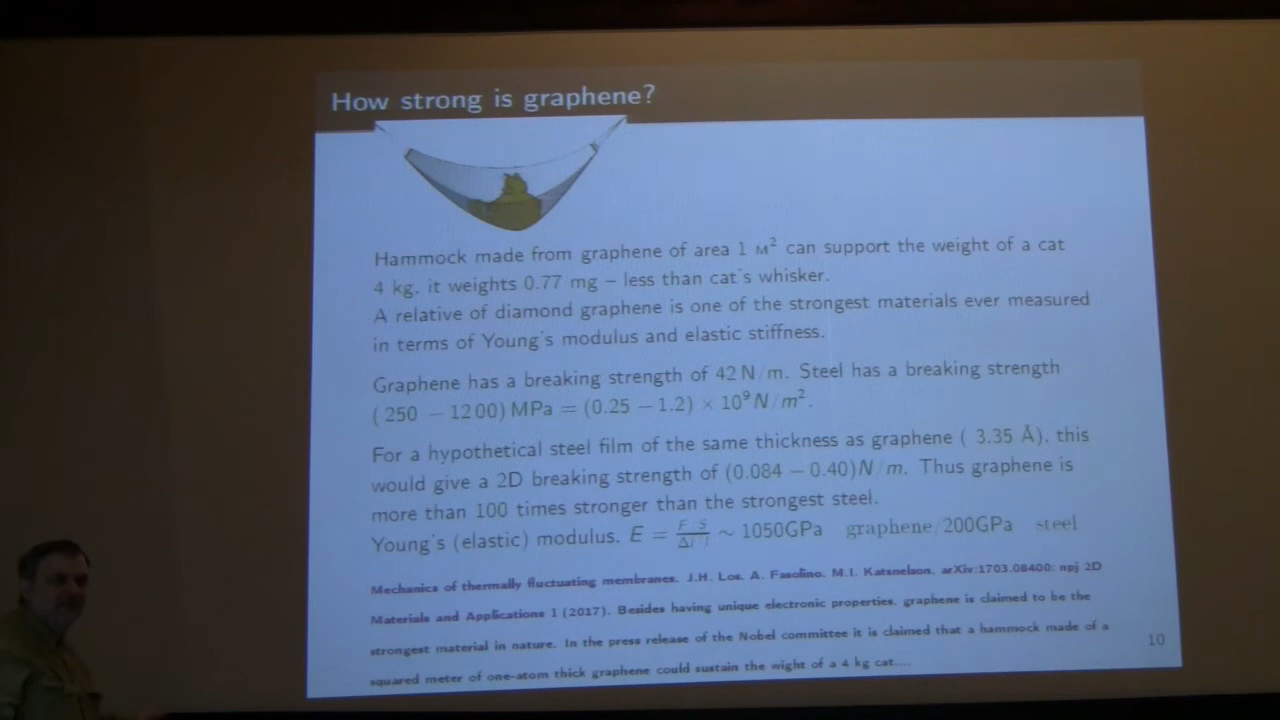 How strong is graphene?
Hammock made from graphene of area 1 м² can support the weight of a cat
4 kg, it weights 0.77 mg – less than cat's whisker.
A relative of diamond graphene is one of the strongest materials ever measured
in terms of Young's modulus and elastic stiffness.
Graphene has a breaking strength of 42 N/m. Steel has a breaking strength
(250 – 1200) MPa = (0.25 – 1.2) × 10⁹ N/m².
For a hypothetical steel film of the same thickness as graphene ( 3.35 Å), this
would give a 2D breaking strength of (0.084 – 0.40)N/m. Thus graphene is
more than 100 times stronger than the strongest steel.
Young's (elastic) modulus. E = F/S / Δl/l ~ 1050GPa graphene/200GPa steel
Mechanics of thermally fluctuating membranes. J.H. Los, A. Fasolino, M.I. Katsnelson, arXiv:1703.08400; npj 2D
Materials and Applications 1 (2017). Besides having unique electronic properties, graphene is claimed to be the
strongest material in nature. In the press release of the Nobel committee it is claimed that a hammock made of a
squared meter of one-atom thick graphene could sustain the wight of a 4 kg cat....
10